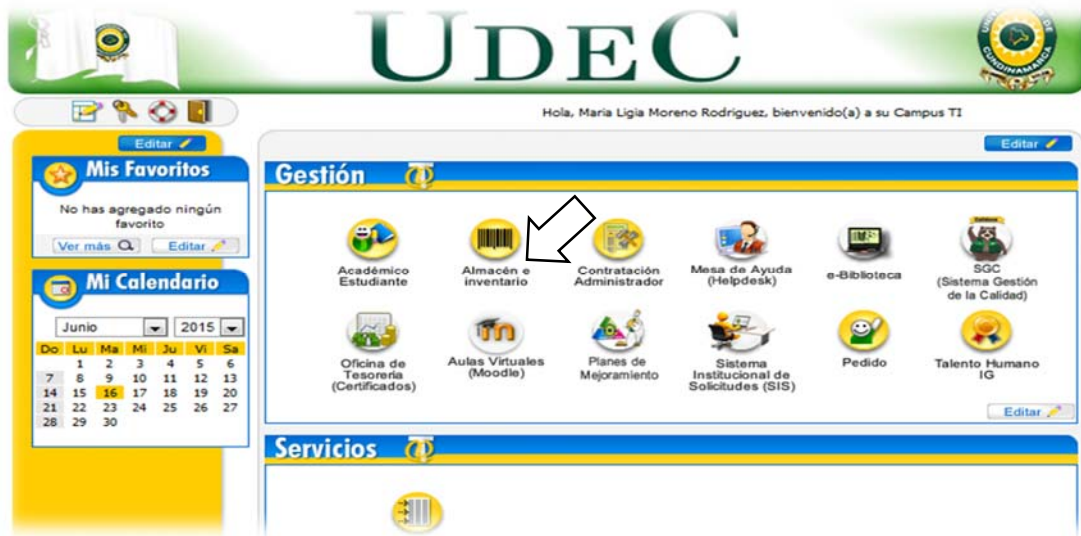 UDEC
UNIVERSIDAD DE
CUNDINAMARCA
Hola, Maria Ligia Moreno Rodriguez, bienvenido(a) a su Campus TI
Editar
Mis Favoritos
No has agregado ningún
favorito
Ver más
Editar
Mi Calendario
Junio 2015
Do Lu Ma Mi Ju Vi Sa
1 2 3 4 5 6
7 8 9 10 11 12 13
14 15 16 17 18 19 20
21 22 23 24 25 26 27
28 29 30
Editar
Gestión
Académico
Estudiante
Almacén e
inventario
Contratación
Administrador
Mesa de Ayuda
(Helpdesk)
e-Biblioteca
SGC
(Sistema Gestión
de la Calidad)
Oficina de
Tesorería
(Certificados)
m
Aulas Virtuales
(Moodle)
Planes de
Mejoramiento
Sistema
Institucional de
Solicitudes (SIS)
Pedido
Talento Humano
IG
Editar
Servicios